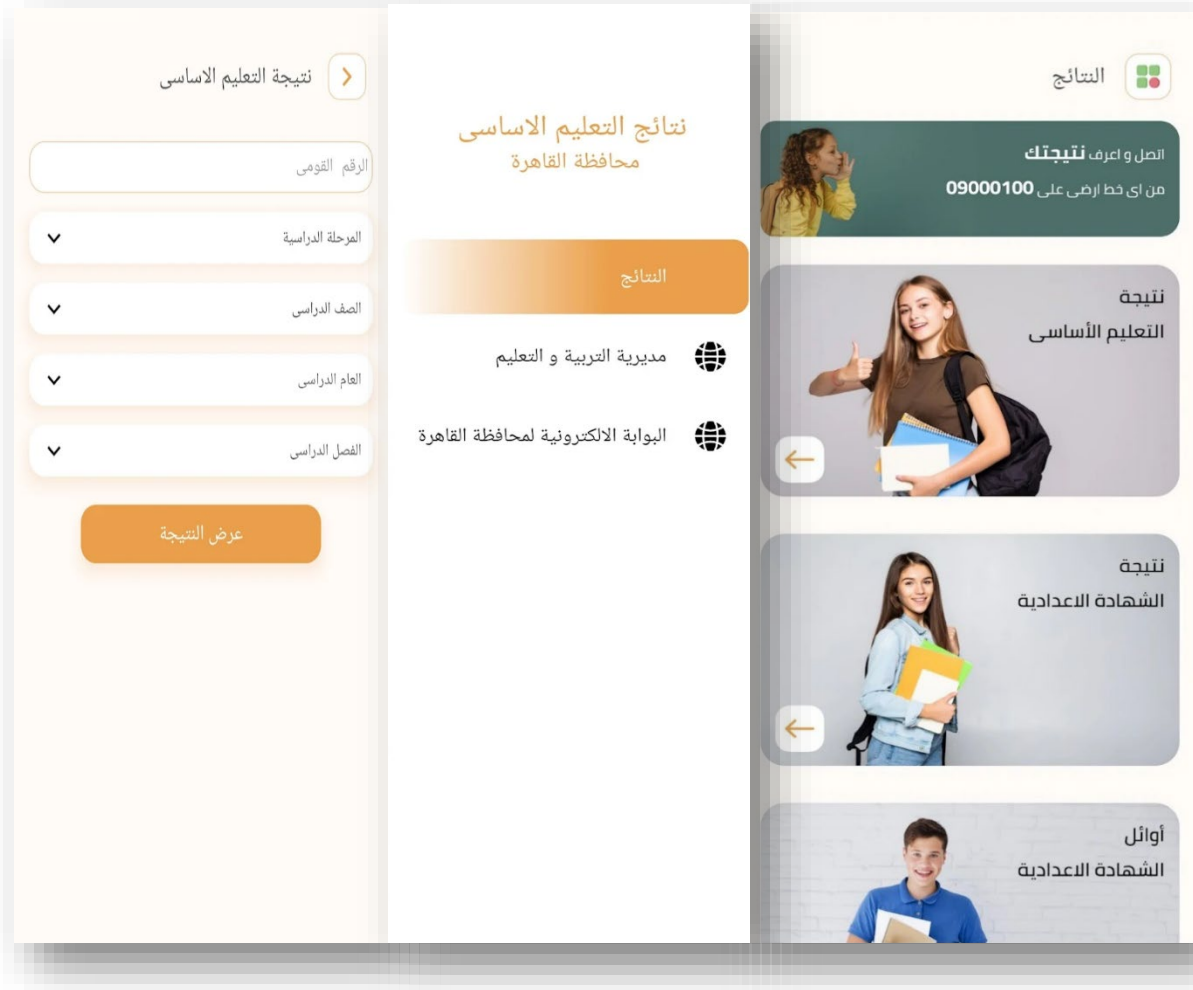 النتائج
اتصل و اعرف نتيجتك
من اى خط ارضى على 09000100
نتيجة
التعليم الأساسى
نتيجة
الشهادة الاعدادية
أوائل
الشهادة الاعدادية
نتائج التعليم الاساسى
محافظة القاهرة
النتائج
مديرية التربية و التعليم
البوابة الالكترونية لمحافظة القاهرة
نتيجة التعليم الاساسى
الرقم القومى
المرحلة الدراسية
الصف الدراسى
العام الدراسى
الفصل الدراسى
عرض النتيجة